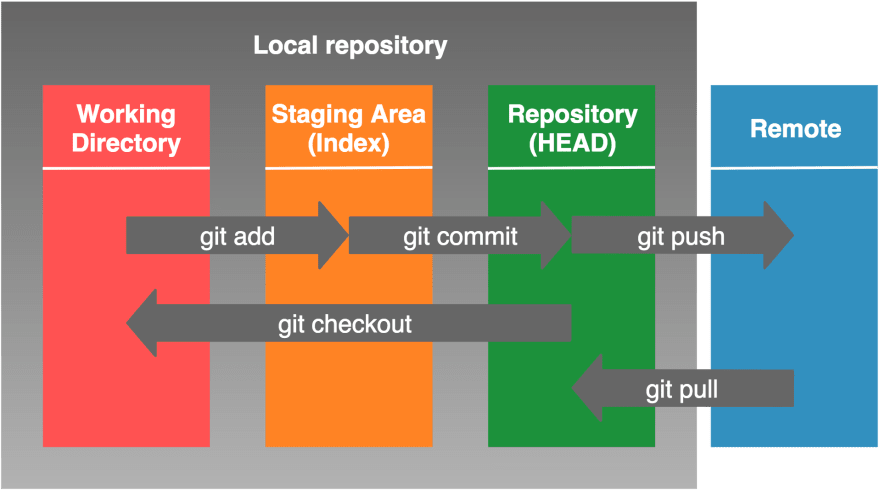 Local repository
Working
Directory
Staging Area
(Index)
Repository
(HEAD)
Remote
git add
git commit
git push
git checkout
git pull